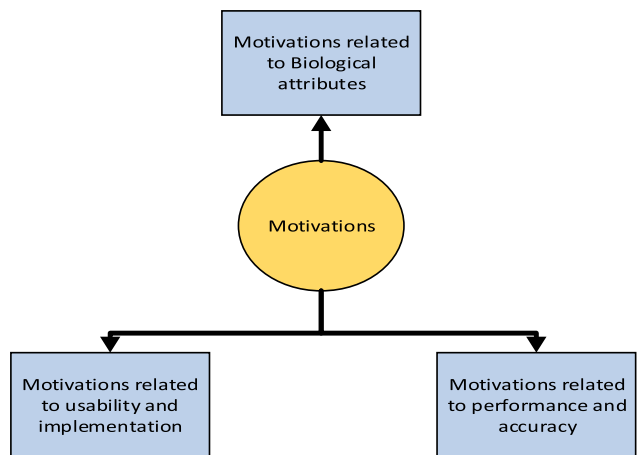 Motivations related
to Biological
attributes
Motivations
Motivations related
to usability and
implementation
Motivations related
to performance and
accuracy